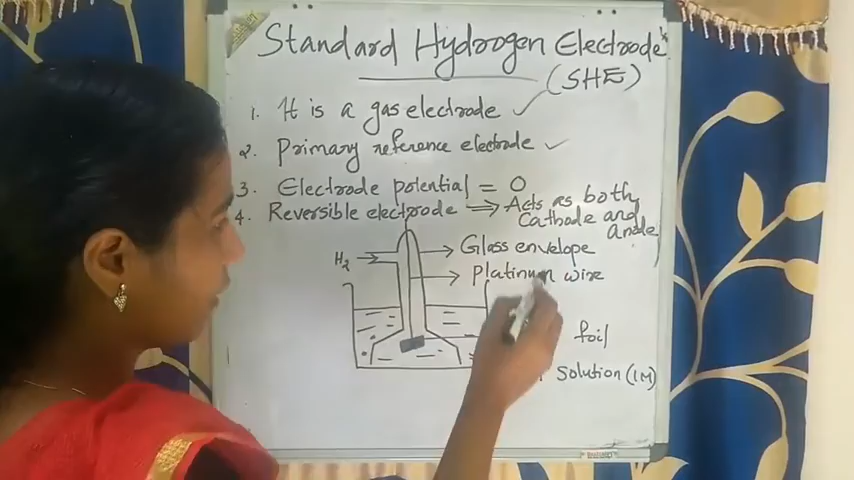 Standard Hydrogen Electrode
(SHE)
1. It is a gas electrode ✓
2. Primary reference electrode ✓
3. Electrode potential = 0
4. Reversible electrode ⇒ Acts as both
Cathode and
anode
H2
Glass envelope
Platinum wire
foil
solution (1M)